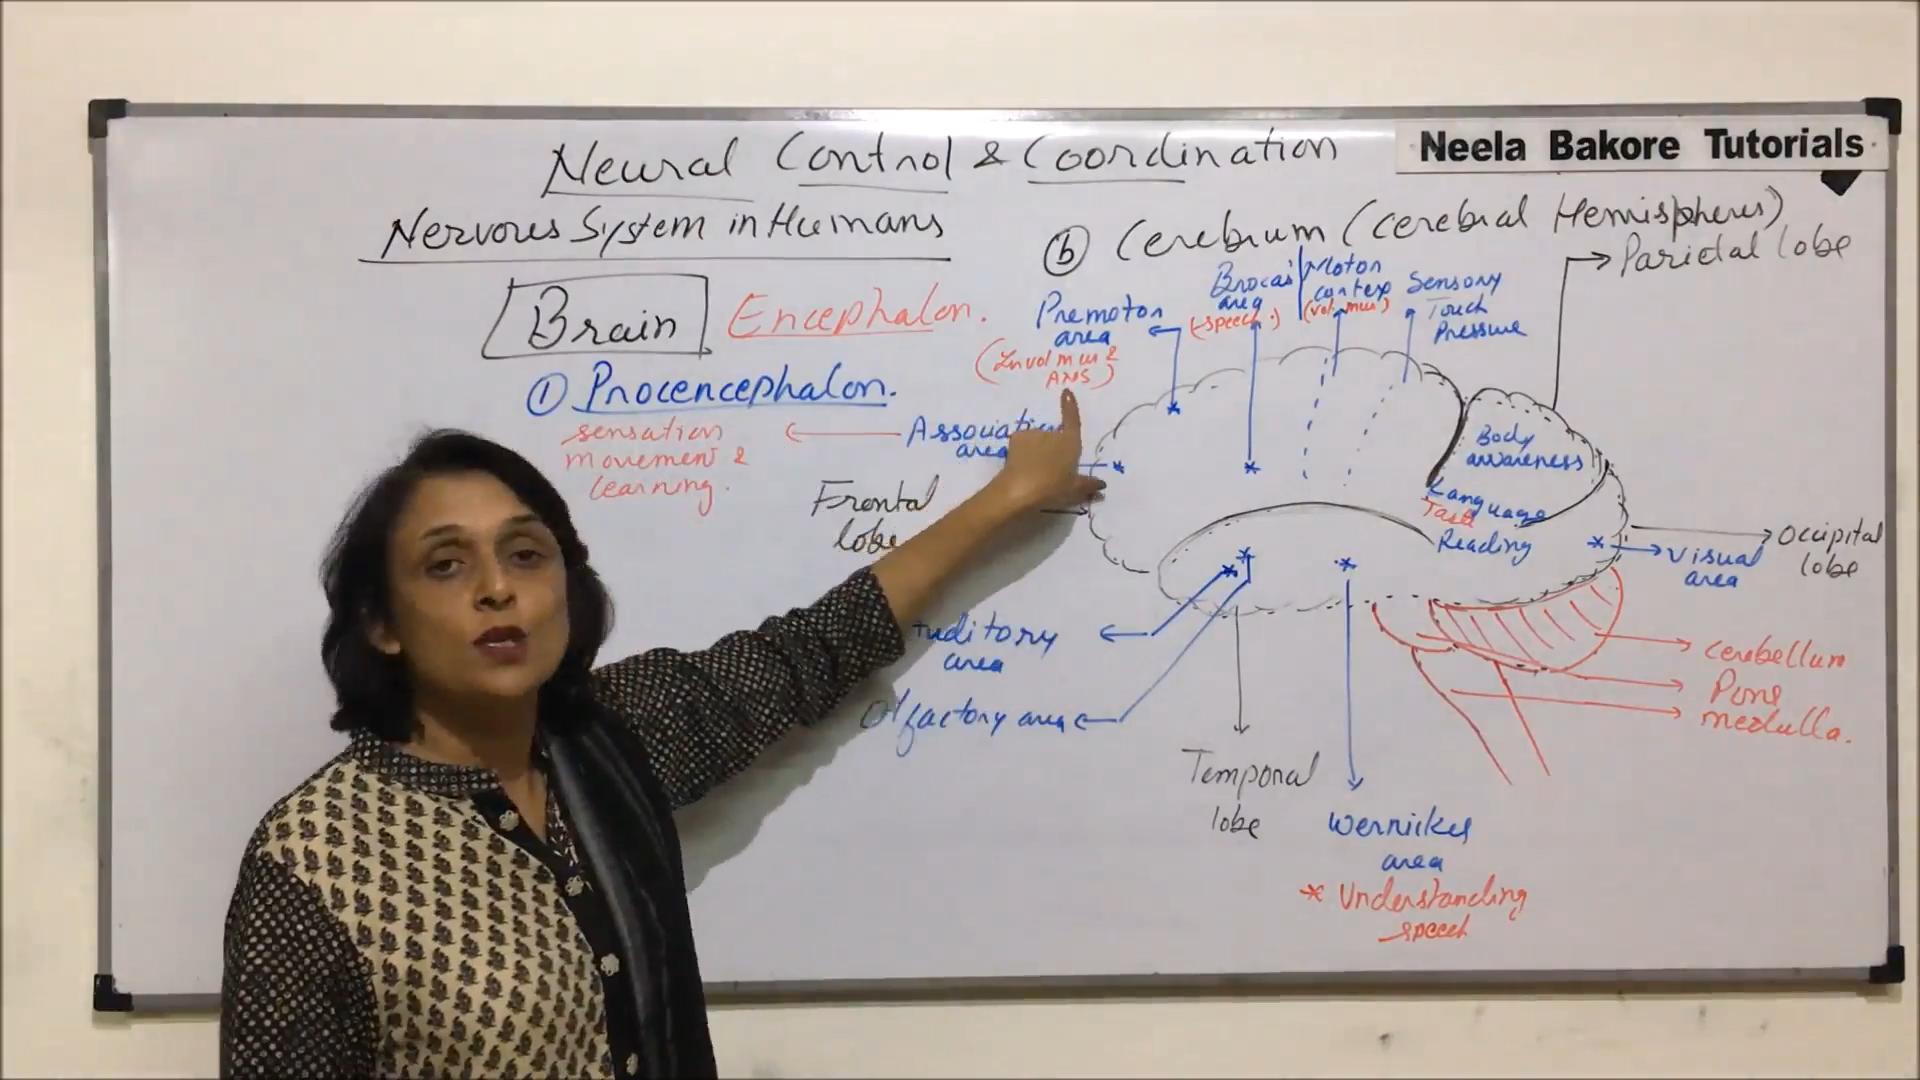 Neural Control & Coordination
Neela Bakore Tutorials
Nervous System in Humans
Brain
Encephalon.
① Procencephalon.
sensation
movement &
learning.
ⓑ Cerebrum (Cerebral Hemispheres)
Parietal lobe
Premotor
area
(Invol mus &
ANS)
Broca's
area
(speech)
Motor
cortex
(vol. mus)
Sensory
Touch
Pressure
Association
area
Frontal
lobe
Body
awareness
Language
Taste
Reading
Occipital
lobe
Visual
area
Auditory
area
Olfactory area
Temporal
lobe
Wernickes
area
* Understanding
speech
cerebellum
Pons
medulla.